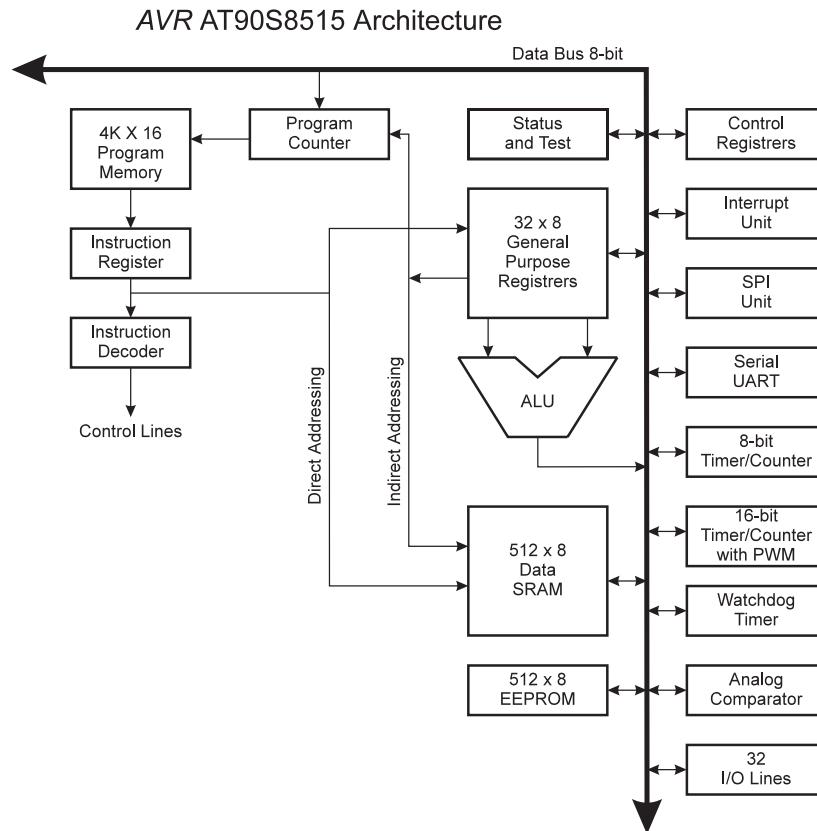 AVR AT90S8515 Architecture
Data Bus 8-bit
4K X 16
Program
Memory
Program
Counter
Status
and Test
Control
Registrers
Instruction
Register
32 x 8
General
Purpose
Registrers
Interrupt
Unit
SPI
Unit
Instruction
Decoder
Serial
UART
ALU
Control Lines
Direct Addressing
Indirect Addressing
8-bit
Timer/Counter
512 x 8
Data
SRAM
16-bit
Timer/Counter
with PWM
Watchdog
Timer
512 x 8
EEPROM
Analog
Comparator
32
I/O Lines